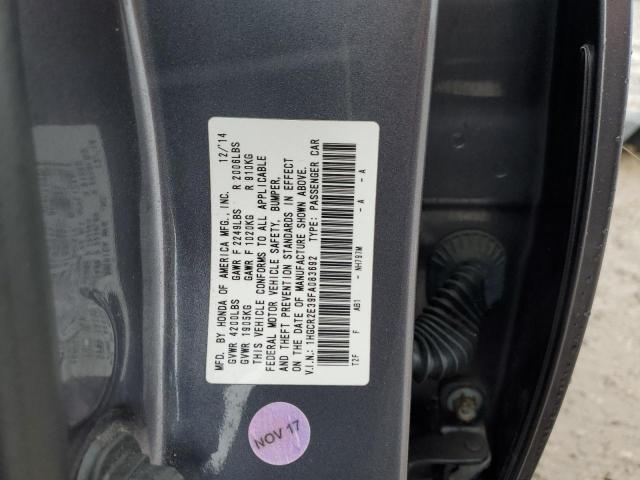 MFD. BY HONDA OF AMERICA MFG., INC. 12/14
GVWR 4200LBS GAWR F 2249LBS R 2006LBS
GVWR 1905KG GAWR F 1020KG R 910KG
THIS VEHICLE CONFORMS TO ALL APPLICABLE
FEDERAL MOTOR VEHICLE SAFETY, BUMPER,
AND THEFT PREVENTION STANDARDS IN EFFECT
ON THE DATE OF MANUFACTURE SHOWN ABOVE.
V.I.N.: 1HGCR2E39FA083692 TYPE: PASSENGER CAR
T2F F AB1 - NH797M - A - A
NOV 17